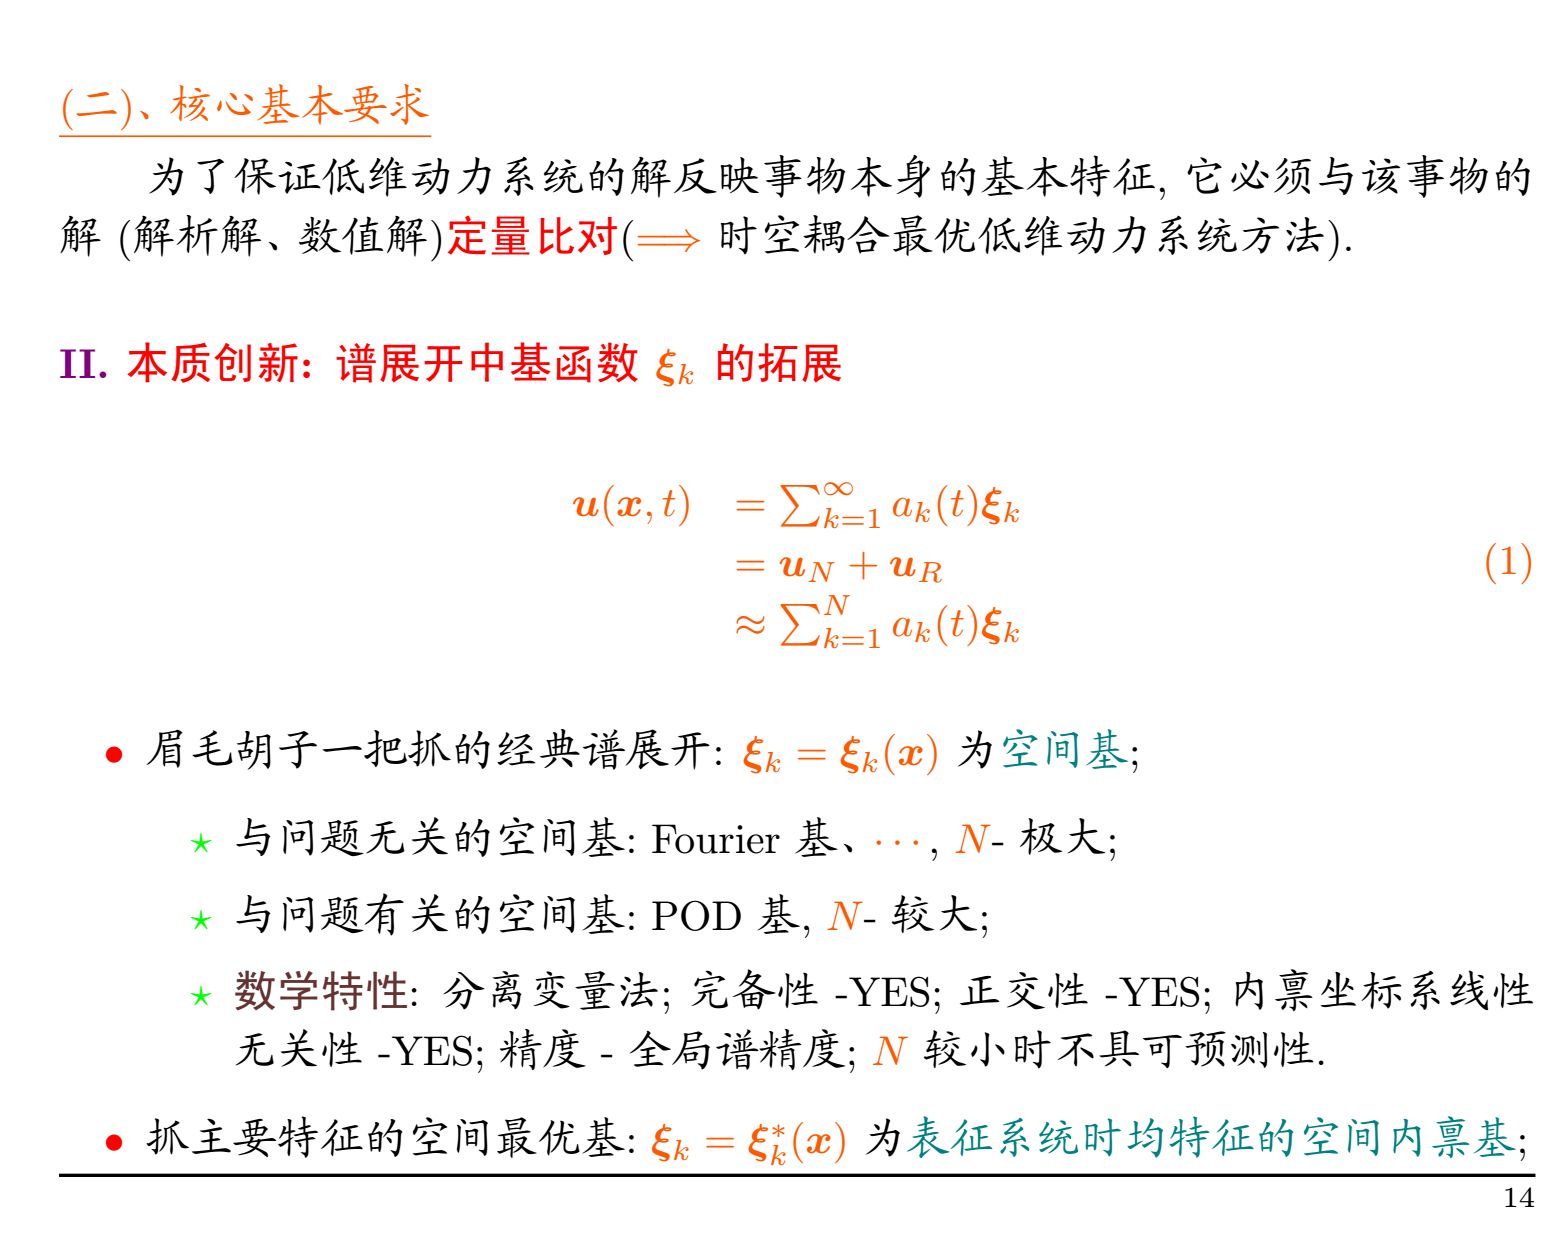 (二)、核心基本要求
为了保证低维动力系统的解反映事物本身的基本特征, 它必须与该事物的
解 (解析解、数值解)定量比对(⟹ 时空耦合最优低维动力系统方法).
II. 本质创新: 谱展开中基函数 ξ_k 的拓展
u(x, t) = ∑_{k=1}^{∞} a_k(t)ξ_k
= u_N + u_R (1)
≈ ∑_{k=1}^{N} a_k(t)ξ_k
• 眉毛胡子一把抓的经典谱展开: ξ_k = ξ_k(x) 为空间基;
⋆ 与问题无关的空间基: Fourier 基、⋯, N- 极大;
⋆ 与问题有关的空间基: POD 基, N- 较大;
⋆ 数学特性: 分离变量法; 完备性 -YES; 正交性 -YES; 内禀坐标系线性
无关性 -YES; 精度 - 全局谱精度; N 较小时不具可预测性.
• 抓主要特征的空间最优基: ξ_k = ξ_k^*(x) 为表征系统时均特征的空间内禀基;
14